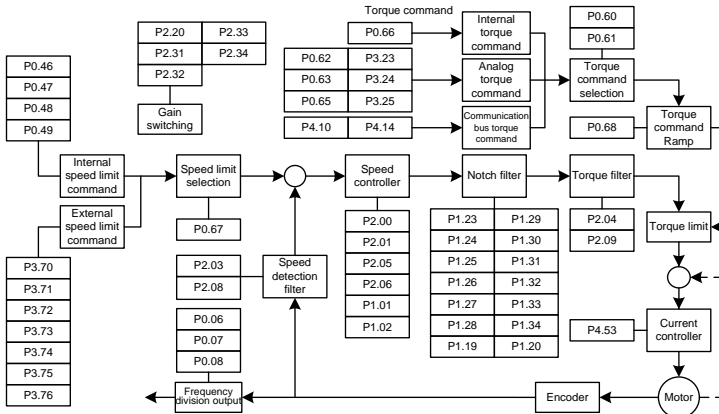 Torque command
P0.46
P0.47
P0.48
P0.49
P2.20
P2.33
P2.31
P2.34
P2.32
Gain
switching
P0.66
Internal
torque
command
P0.62
P3.23
P0.63
P3.24
P0.65
P3.25
Analog
torque
command
P4.10
P4.14
Communication
bus torque
command
P0.60
P0.61
Torque
command
selection
P0.68
Torque
command
Ramp
Internal
speed limit
command
External
speed limit
command
Speed limit
selection
P0.67
Speed
controller
Notch filter
Torque filter
P2.00
P2.01
P2.05
P2.06
P1.01
P1.02
P1.23
P1.29
P1.24
P1.30
P1.25
P1.31
P1.26
P1.32
P1.27
P1.33
P1.28
P1.34
P1.19
P1.20
P2.04
P2.09
Torque limit
P3.70
P3.71
P3.72
P3.73
P3.74
P3.75
P3.76
P2.03
P2.08
Speed
detection
filter
P0.06
P0.07
P0.08
Frequency
division output
P4.53
Current
controller
Encoder
Motor